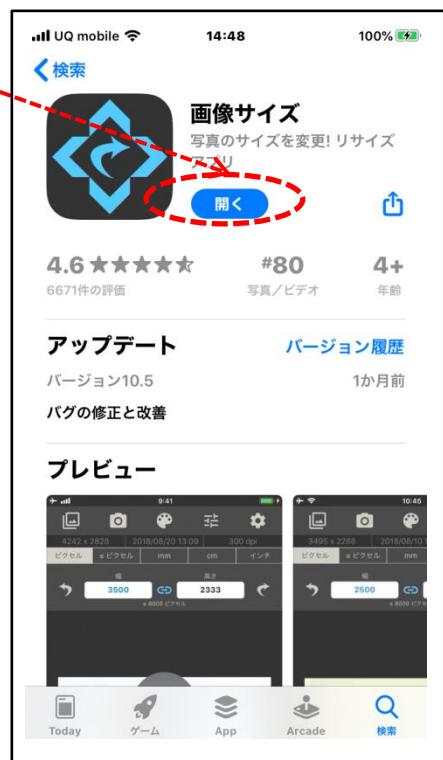 UQ mobile 14:48 100%
検索
画像サイズ
写真のサイズを変更! リサイズ
アプリ
開く
4.6 #80 4+
6671件の評価 写真/ビデオ 年齢
アップデート バージョン履歴
バージョン10.5 1か月前
バグの修正と改善
プレビュー
9:41 10:45
4242 x 2828 2018/08/20 13:09 300 dpi 3495 x 2288
ピクセル ≡ピクセル mm cm インチ ピクセル ≡ピクセル mm
幅 高さ 幅
3500 2333 2500
Today ゲーム App Arcade 検索